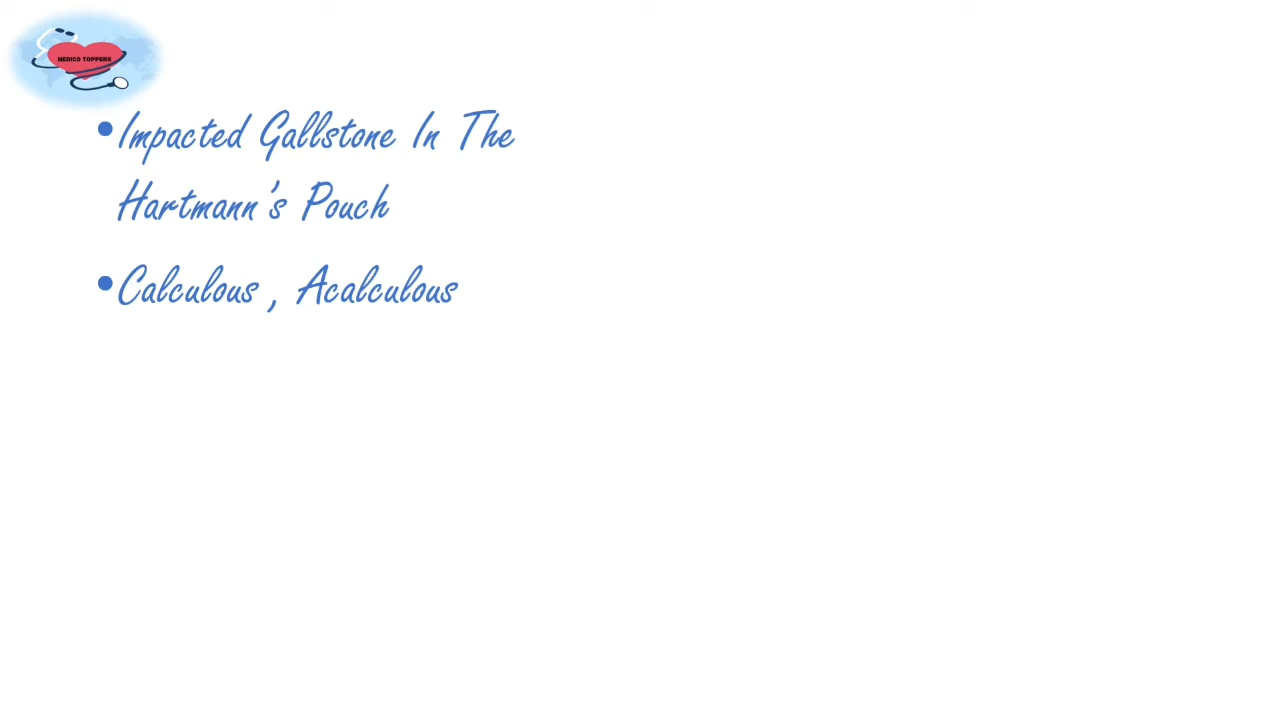 MEDICO TOPPERS
•Impacted Gallstone In The
Hartmann's Pouch
•Calculous , Acalculous